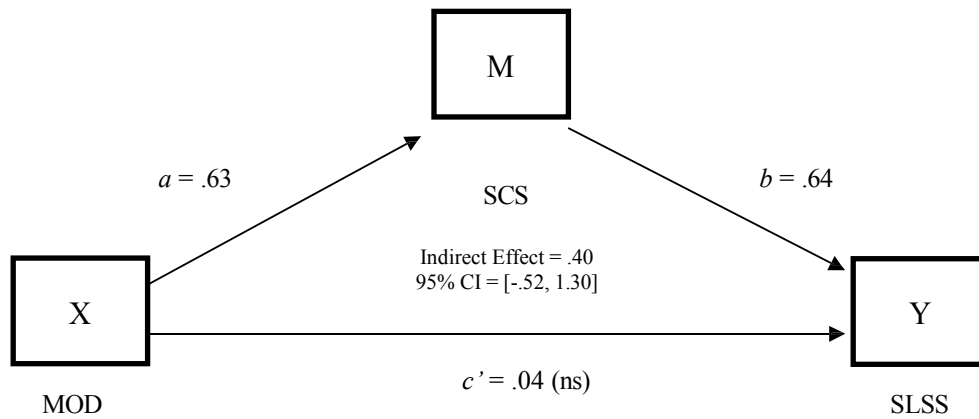 M
a = .63
b = .64
SCS
Indirect Effect = .40
95% CI = [-.52, 1.30]
X
Y
c’ = .04 (ns)
MOD
SLSS